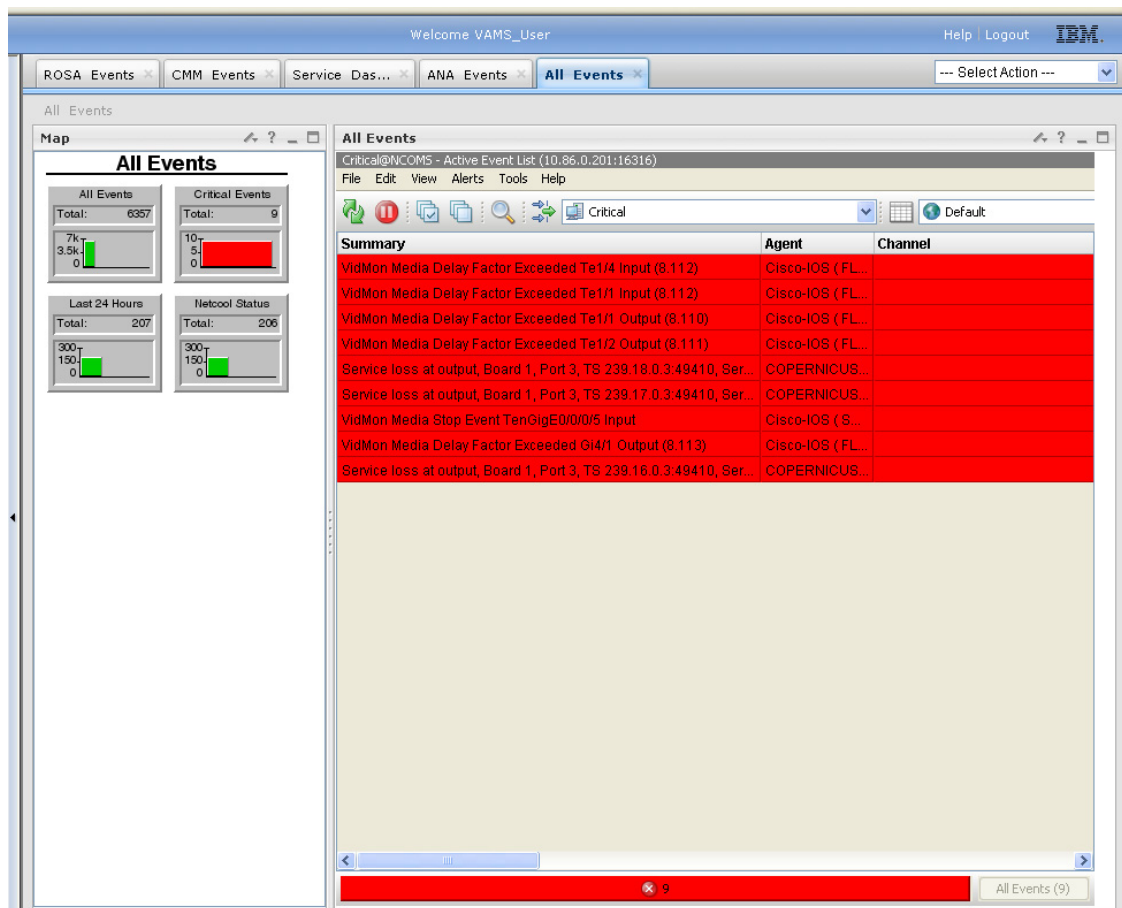 Welcome VAMS_User Help Logout IBM.
ROSA Events CMM Events Service Das... ANA Events All Events --- Select Action ---
All Events
Map ?
All Events
All Events
Total: 6357
7k
3.5k
0
Critical Events
Total: 9
10
5
0
Last 24 Hours
Total: 207
300
150
0
Netcool Status
Total: 206
300
150
0
All Events ?
Critical@NCOMS - Active Event List (10.86.0.201:16316)
File Edit View Alerts Tools Help
Critical Default
Summary Agent Channel
VidMon Media Delay Factor Exceeded Te1/4 Input (8.112) Cisco-IOS ( FL...
VidMon Media Delay Factor Exceeded Te1/1 Input (8.112) Cisco-IOS ( FL...
VidMon Media Delay Factor Exceeded Te1/1 Output (8.110) Cisco-IOS ( FL...
VidMon Media Delay Factor Exceeded Te1/2 Output (8.111) Cisco-IOS ( FL...
Service loss at output, Board 1, Port 3, TS 239.18.0.3:49410, Ser... COPERNICUS...
Service loss at output, Board 1, Port 3, TS 239.17.0.3:49410, Ser... COPERNICUS...
VidMon Media Stop Event TenGigE0/0/0/5 Input Cisco-IOS ( S...
VidMon Media Delay Factor Exceeded Gi4/1 Output (8.113) Cisco-IOS ( FL...
Service loss at output, Board 1, Port 3, TS 239.16.0.3:49410, Ser... COPERNICUS...
9 All Events (9)